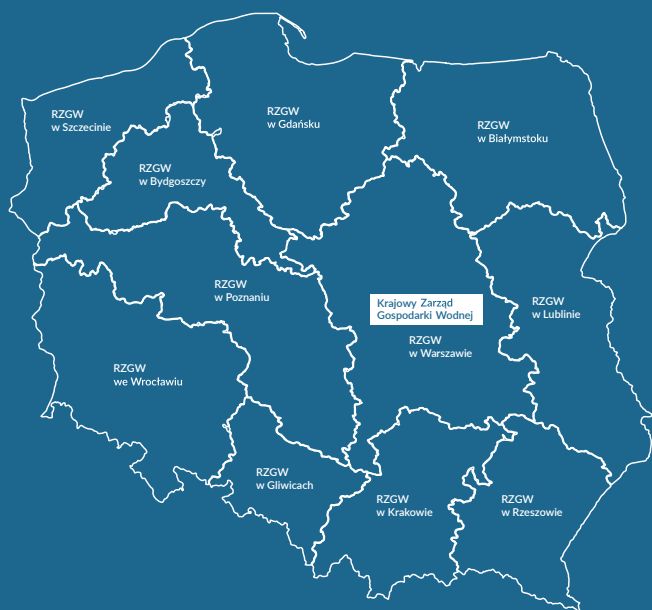 RZGW
w Szczecinie
RZGW
w Gdańsku
RZGW
w Białymstoku
RZGW
w Bydgoszczy
RZGW
w Poznaniu
Krajowy Zarząd
Gospodarki Wodnej
RZGW
w Warszawie
RZGW
w Lublinie
RZGW
we Wrocławiu
RZGW
w Gliwicach
RZGW
w Krakowie
RZGW
w Rzeszowie